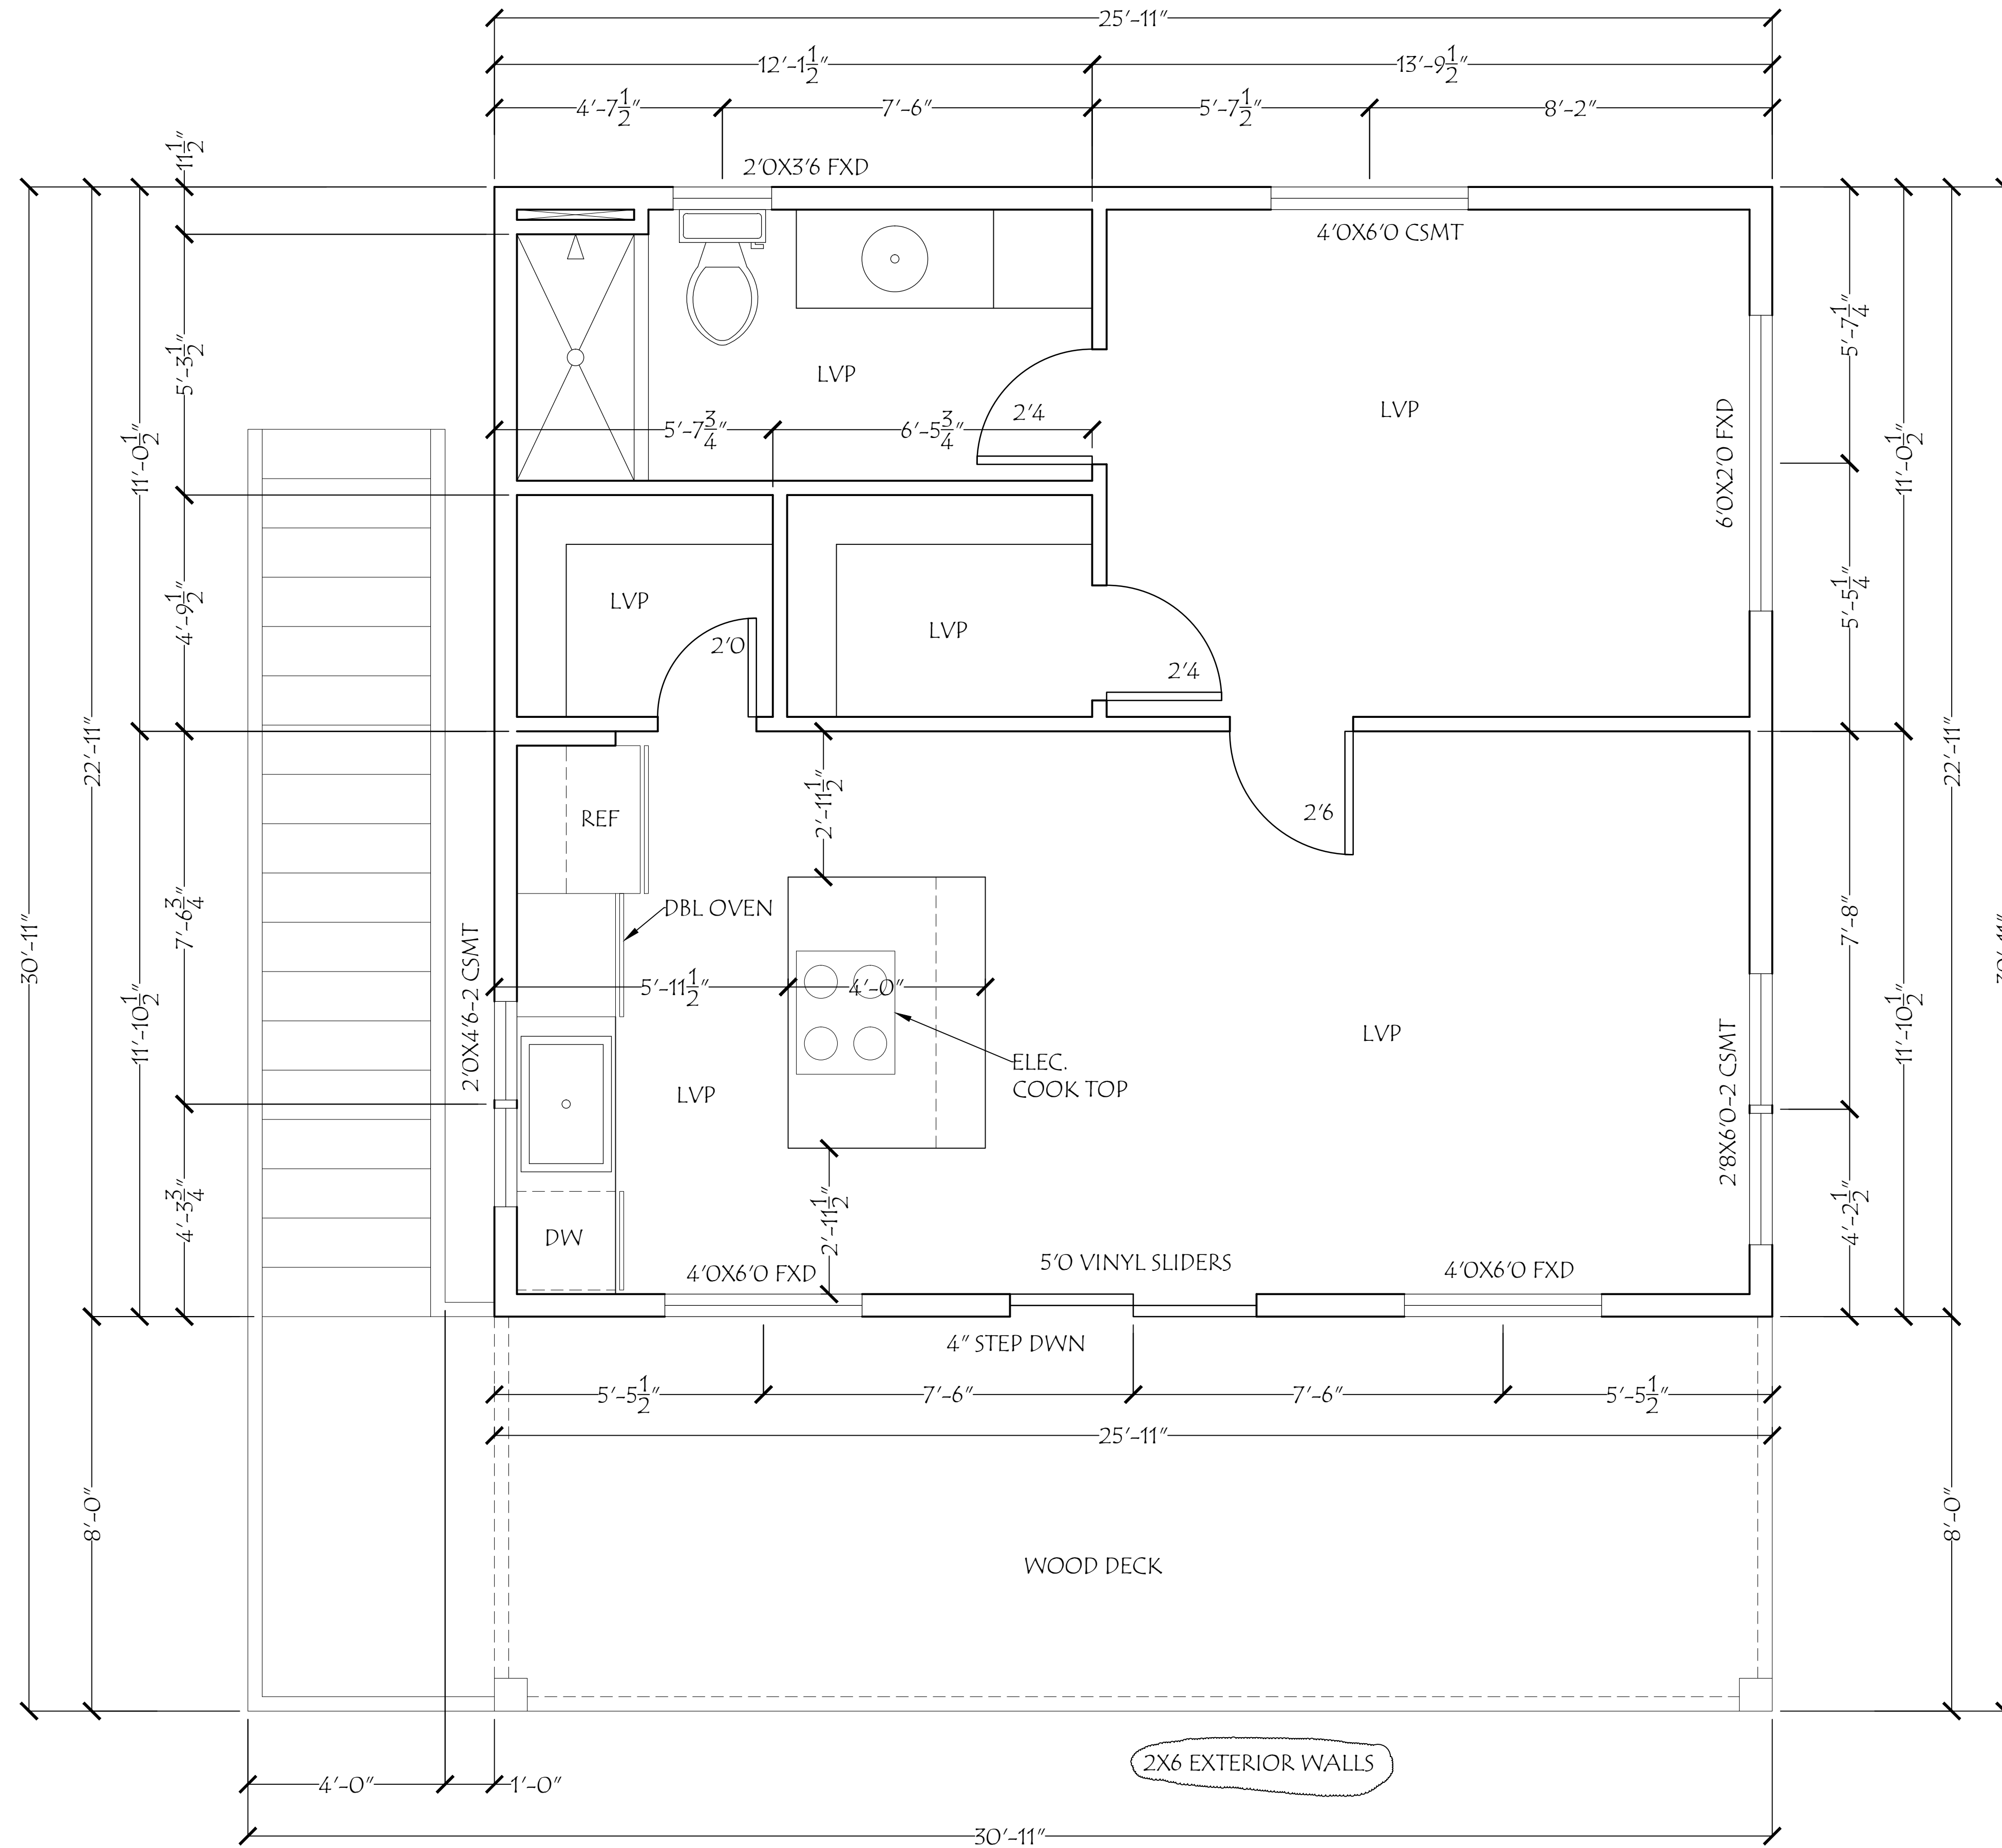 25'-11"
12'-1 1/2"
13'-9 1/2"
4'-7 1/2"
7'-6"
5'-7 1/2"
8'-2"
11 1/2"
2'0X3'6 FXD
4'0X6'0 CSMT
5'-3 1/2"
5'-7 1/4"
LVP
2'4
LVP
5'-7 3/4"
6'-5 3/4"
11'-0 1/2"
6'0X2'0 FXD
11'-0 1/2"
4'-9 1/2"
LVP
LVP
2'0
2'4
5'-5 1/4"
22'-11"
22'-11"
2'-11 1/2"
REF
2'6
DBL OVEN
30'-11"
7'-6 3/4"
7'-8"
2'0X4'6-2 CSMT
5'-11 1/2"
4'-0"
11'-10 1/2"
11'-10 1/2"
LVP
ELEC.
COOK TOP
LVP
2'8X6'0-2 CSMT
4'-3 3/4"
4'-2 1/2"
2'-11 1/2"
DW
4'0X6'0 FXD
5'0 VINYL SLIDERS
4'0X6'0 FXD
4" STEP DWN
5'-5 1/2"
7'-6"
7'-6"
5'-5 1/2"
25'-11"
8'-0"
8'-0"
WOOD DECK
2X6 EXTERIOR WALLS
4'-0"
1'-0"
30'-11"